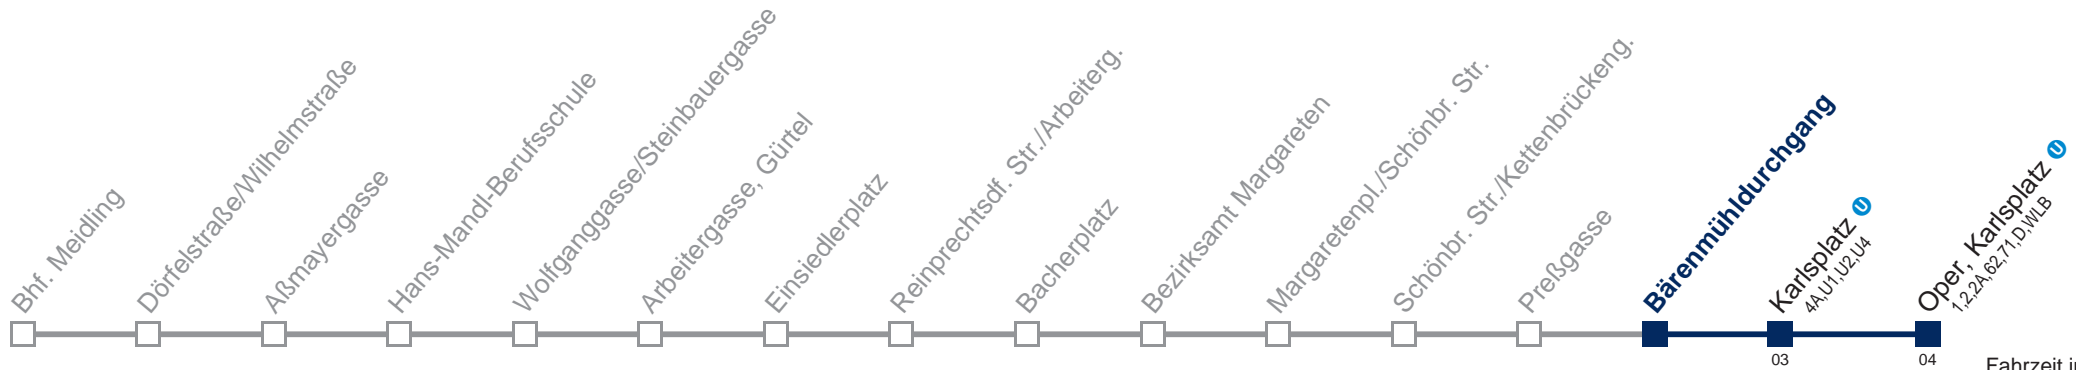 Bhf. Meidling
Dörfelstraße/Wilhelmstraße
Aßmayergasse
Hans-Mandl-Berufsschule
Wolfganggasse/Steinbauergasse
Arbeitergasse, Gürtel
Einsiedlerplatz
Reinprechtsdf. Str./Arbeiterg.
Bacherplatz
Bezirksamt Margareten
Margaretenpl./Schönbr. Str.
Schönbr. Str./Kettenbrückeng.
Preßgasse
Bärenmühldurchgang
Karlsplatz U
4A,U1,U2,U4
Oper, Karlsplatz U
1,2,2A,62,71,D,WLB
03
04
Fahrzeit